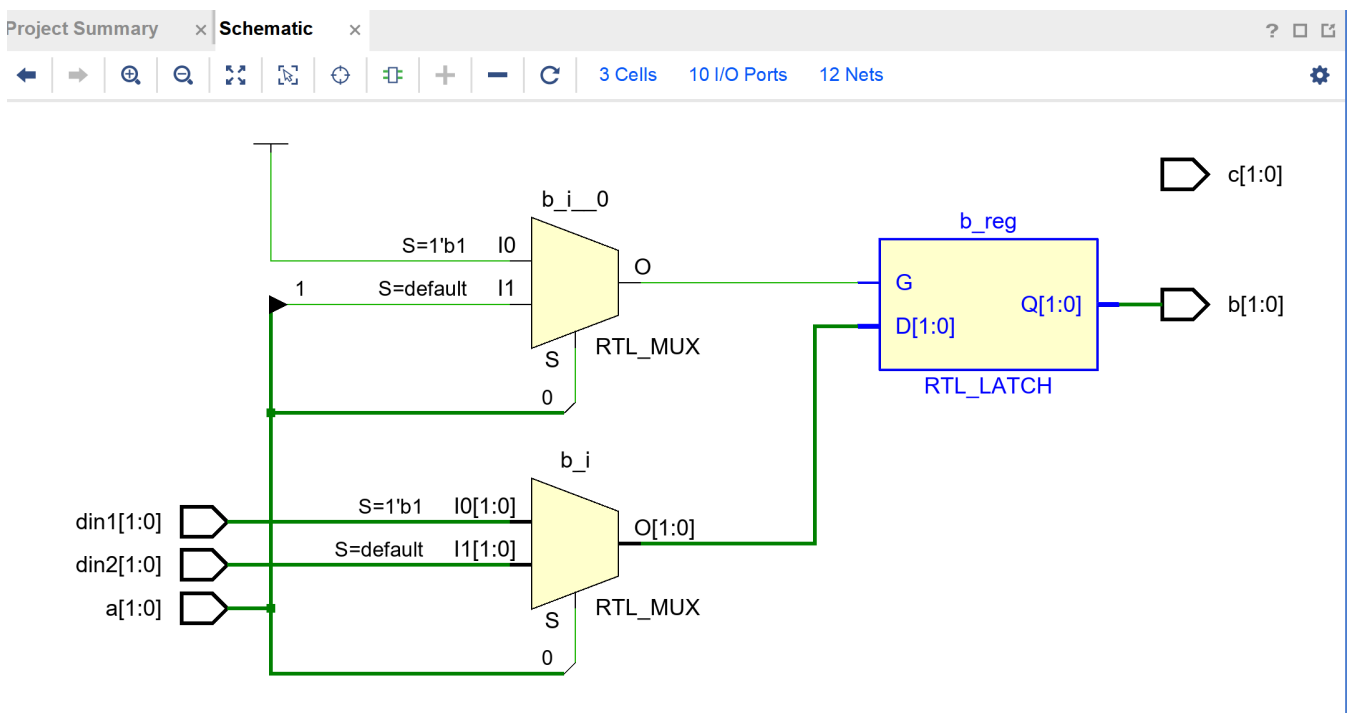 Project Summary × Schematic × ?
3 Cells 10 I/O Ports 12 Nets
c[1:0]
b_i__0
b_reg
S=1'b1 I0
O
1 S=default I1
G
Q[1:0]
b[1:0]
D[1:0]
S RTL_MUX
RTL_LATCH
0
b_i
din1[1:0] S=1'b1 I0[1:0]
O[1:0]
din2[1:0] S=default I1[1:0]
a[1:0]
S RTL_MUX
0